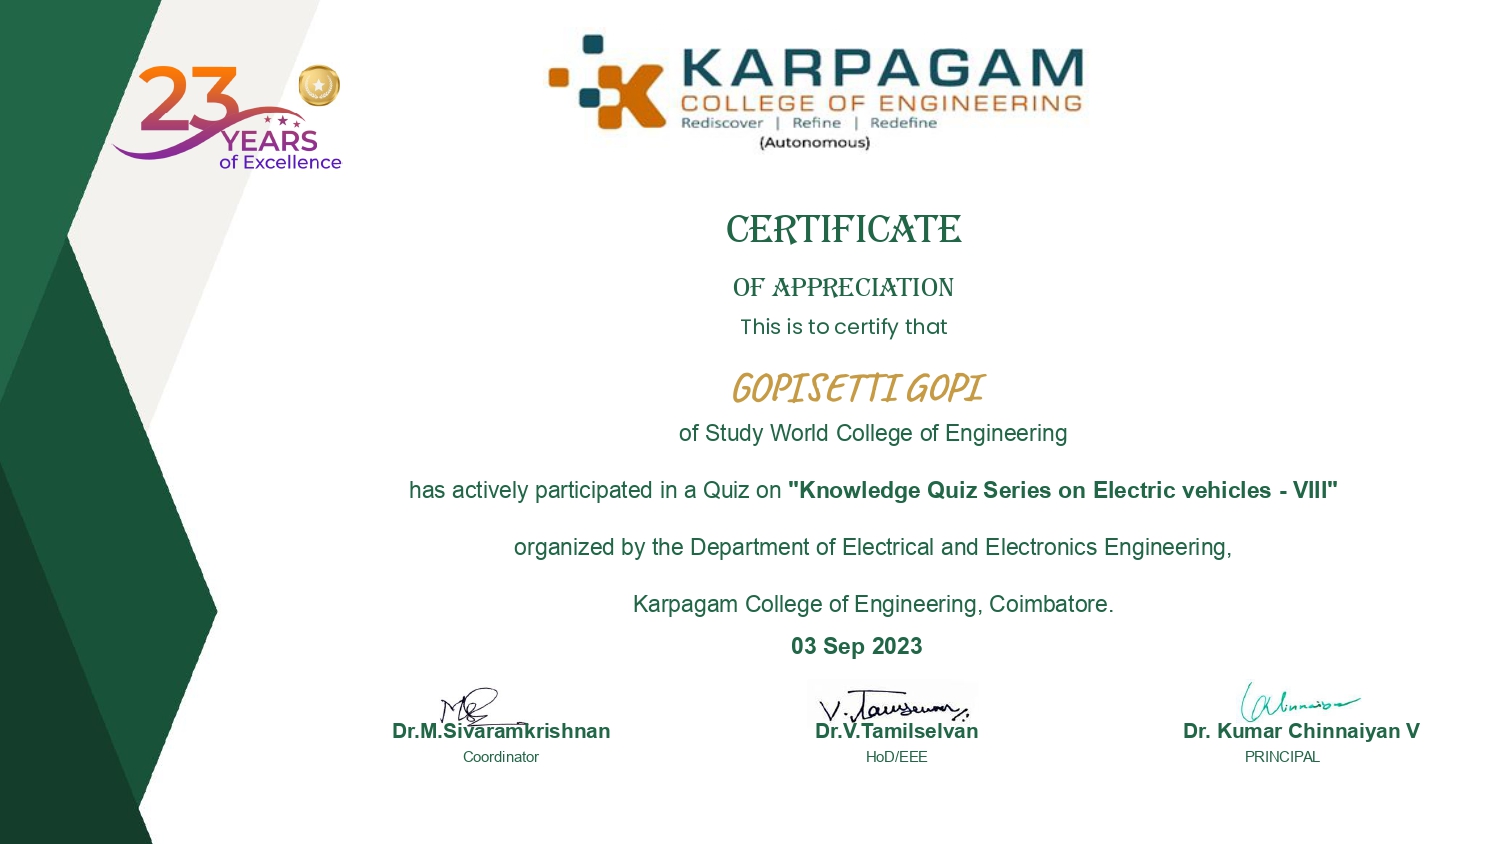 23
YEARS
of Excellence
KARPAGAM
COLLEGE OF ENGINEERING
Rediscover | Refine | Redefine
(Autonomous)
CERTIFICATE
OF APPRECIATION
This is to certify that
GOPISETTI GOPI
of Study World College of Engineering
has actively participated in a Quiz on "Knowledge Quiz Series on Electric vehicles - VIII"
organized by the Department of Electrical and Electronics Engineering,
Karpagam College of Engineering, Coimbatore.
03 Sep 2023
V. Tamilselvan
Dr.M.Sivaramkrishnan Dr.V.Tamilselvan Dr. Kumar Chinnaiyan V
Coordinator HoD/EEE PRINCIPAL